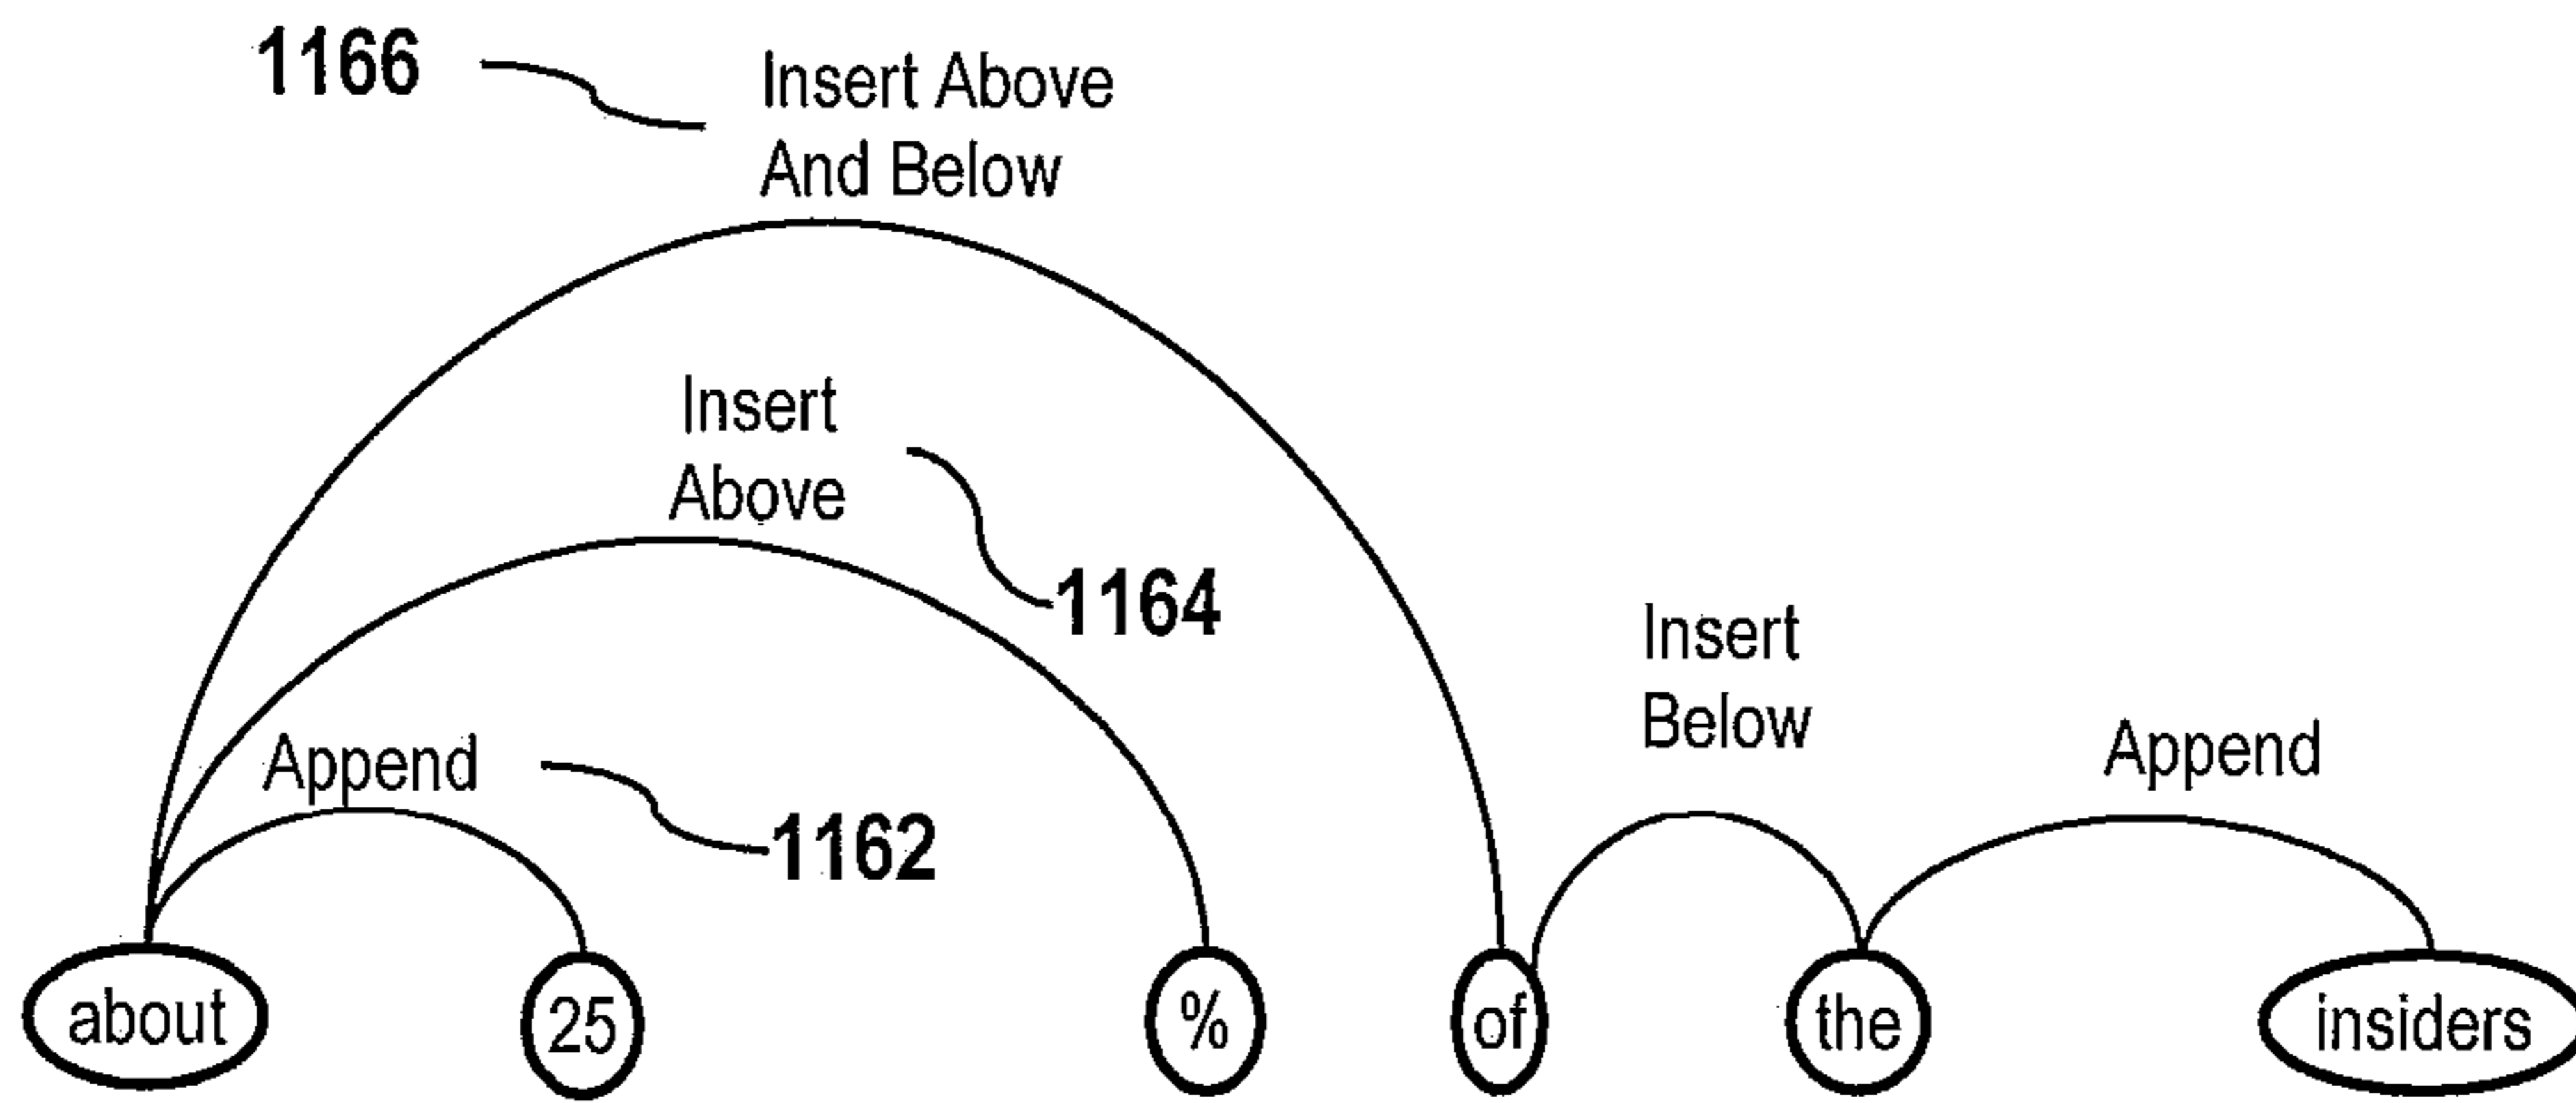 1166
Insert Above
And Below
Insert
Above
1164
Insert
Below
Append
1162
Append
about 25 % of the insiders